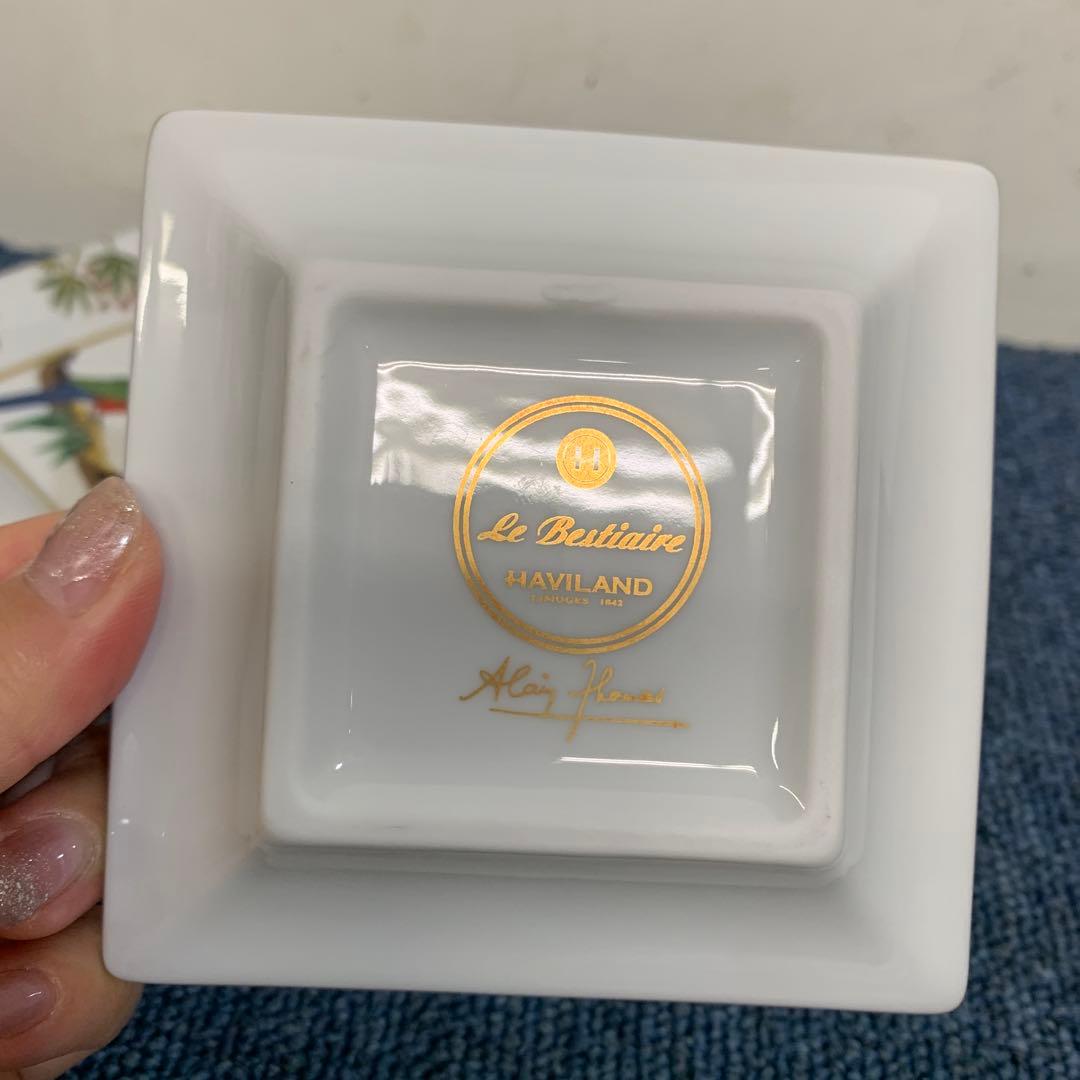 H
Le Bestiaire
HAVILAND
LIMOGES 1842
Alain Thomas